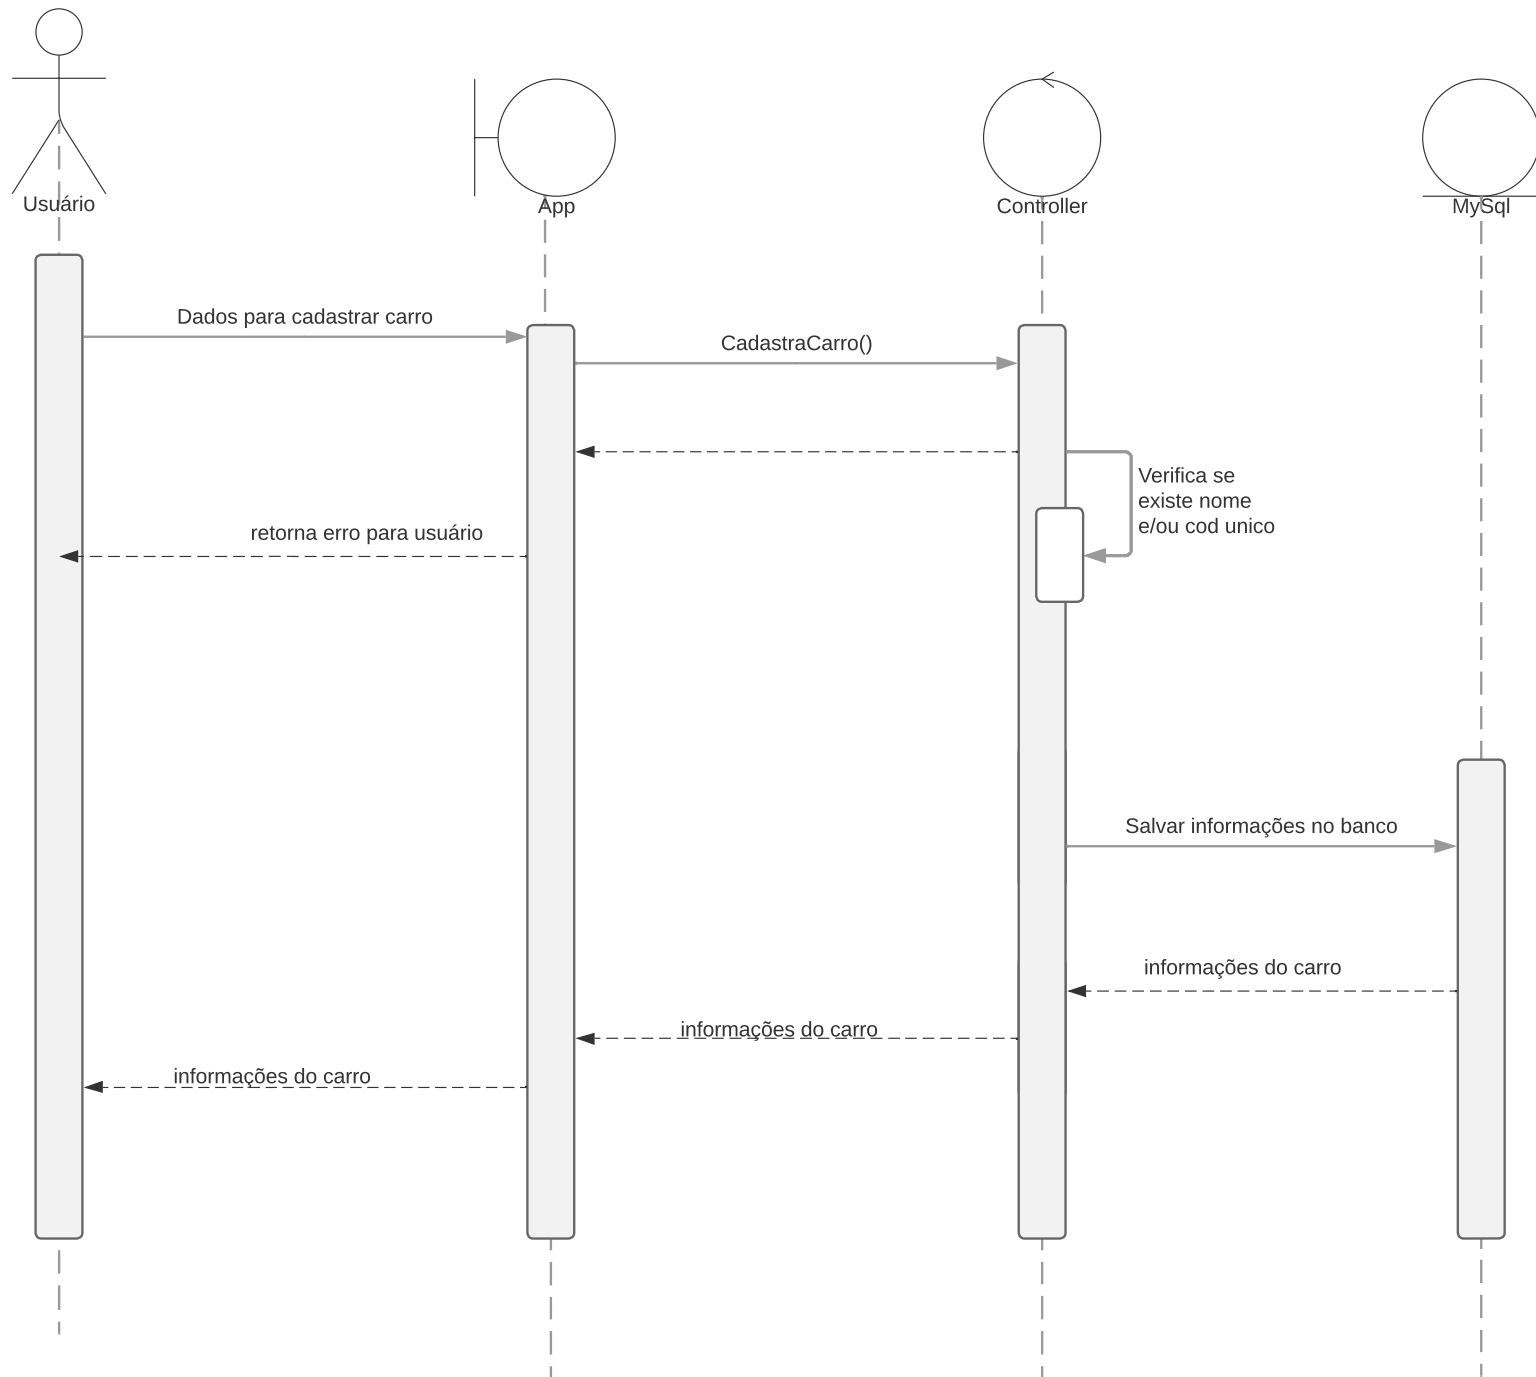 Usuário
App
Controller
MySql
Dados para cadastrar carro
CadastraCarro()
Verifica se
existe nome
e/ou cod unico
retorna erro para usuário
Salvar informações no banco
informações do carro
informações do carro
informações do carro